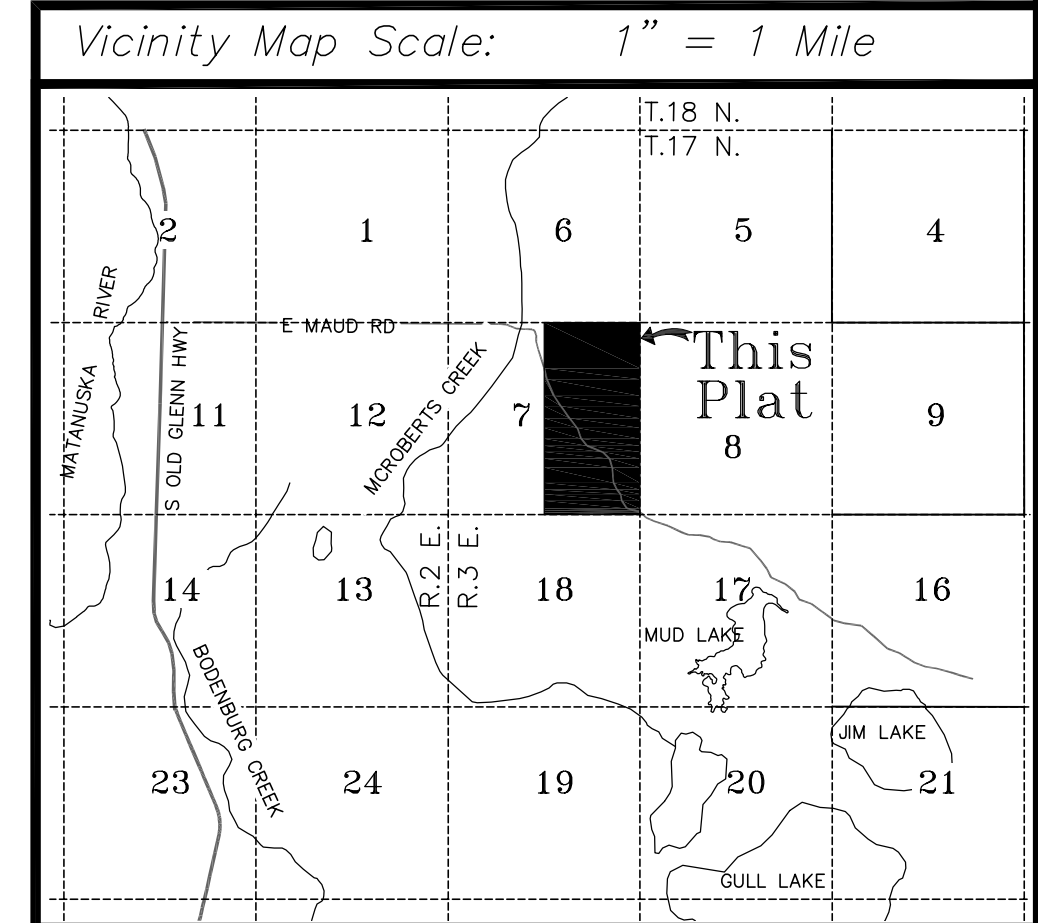 Vicinity Map Scale: 1" = 1 Mile
T.18 N.
T.17 N.
2
1
6
5
4
MATANUSKA RIVER
S OLD GLENN HWY
E MAUD RD
MCROBERTS CREEK
This
Plat
11
12
7
8
9
R.2 E.
R.3 E.
14
13
18
17
16
MUD LAKE
BODENBURG CREEK
JIM LAKE
23
24
19
20
21
GULL LAKE